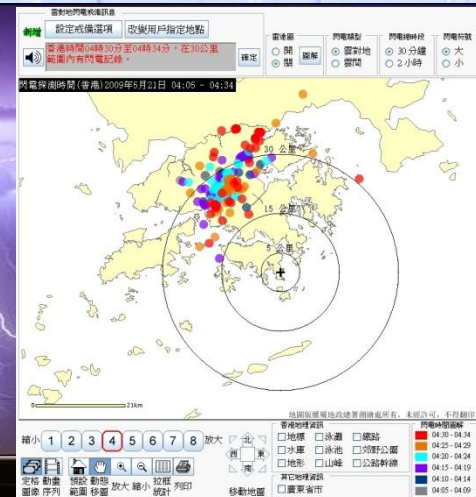 雲對地閃電戒備訊息
新增
設定戒備選項
改變用戶指定地點
香港時間04時30分至04時34分，在30公里
範圍內有閃電記錄。
確定
雷達圖
開
關
圖解
閃電類型
雲對地
雲間
閃電總時段
30 分鐘
2 小時
閃電符號
大
小
閃電探測時間(香港)2009年5月21日 04:05 - 04:34
30 公里
15 公里
5 公里
0
21km
地圖版權屬地政總署測繪處所有，未經許可，不得翻印
縮小 1 2 3 4 5 6 7 8 放大
定格圖像
動畫序列
預設範圍
動態移圖
放大
縮小
拉框統計
列印
北
西
東
南
移動地圖
香港地理資訊
地標
泳灘
鐵路
水庫
泳池
郊野公園
地形
山峰
公路幹線
其它地理資訊
廣東省市
閃電時間圖解
04:30 - 04:34
04:25 - 04:29
04:20 - 04:24
04:15 - 04:19
04:10 - 04:14
04:05 - 04:09